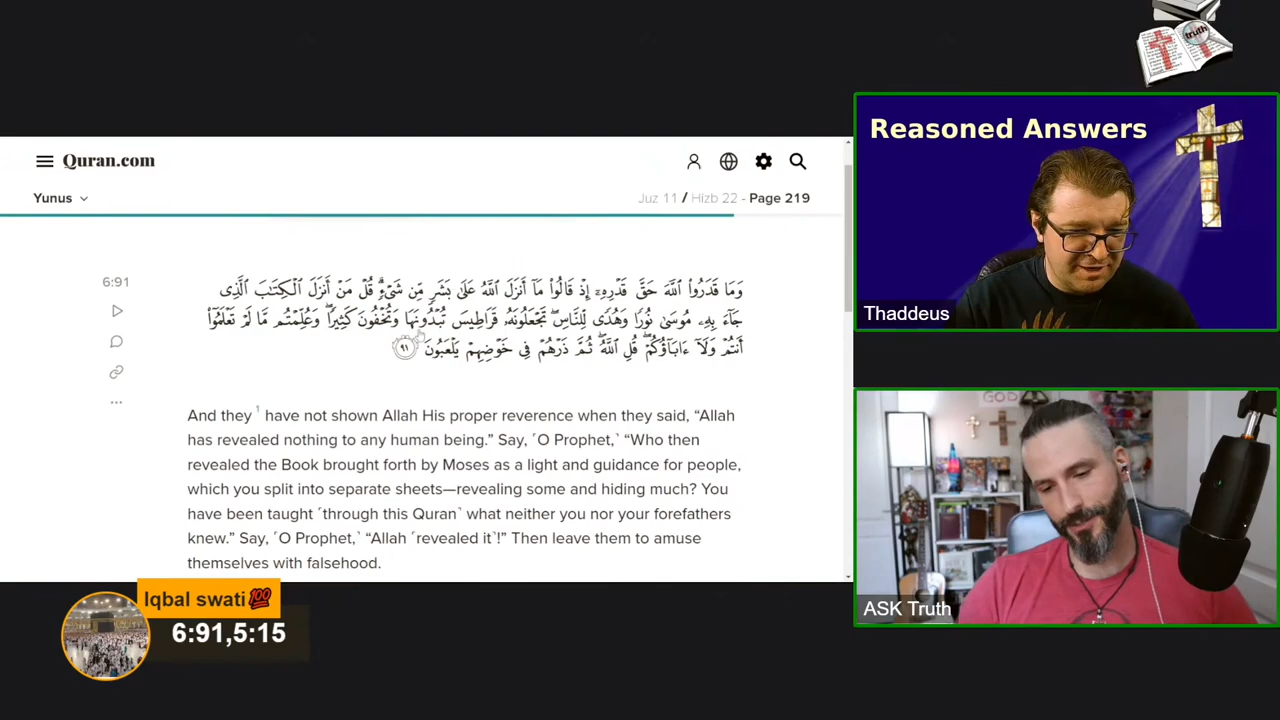 truth
Quran.com
Yunus
Juz 11 / Hizb 22 - Page 219
6:91
وَمَا قَدَرُوا۟ ٱللَّهَ حَقَّ قَدْرِهِۦٓ إِذْ قَالُوا۟ مَآ أَنزَلَ ٱللَّهُ عَلَىٰ بَشَرٍ مِّن شَىْءٍ ۗ قُلْ مَنْ أَنزَلَ ٱلْكِتَـٰبَ ٱلَّذِى
جَآءَ بِهِۦ مُوسَىٰ نُورًا وَهُدًى لِّلنَّاسِ ۖ تَجْعَلُونَهُۥ قَرَاطِيسَ تُبْدُونَهَا وَتُخْفُونَ كَثِيرًا ۖ وَعُلِّمْتُم مَّا لَمْ تَعْلَمُوٓا۟
أَنتُمْ وَلَآ ءَابَآؤُكُمْ ۖ قُلِ ٱللَّهُ ۖ ثُمَّ ذَرْهُمْ فِى خَوْضِهِمْ يَلْعَبُونَ ٩١
And they ¹ have not shown Allah His proper reverence when they said, “Allah
has revealed nothing to any human being.” Say, ˹O Prophet,˺ “Who then
revealed the Book brought forth by Moses as a light and guidance for people,
which you split into separate sheets—revealing some and hiding much? You
have been taught ˹through this Quran˺ what neither you nor your forefathers
knew.” Say, ˹O Prophet,˺ “Allah ˹revealed it˺!” Then leave them to amuse
themselves with falsehood.
Iqbal swati💯
6:91,5:15
Reasoned Answers
Thaddeus
GOD
ASK Truth